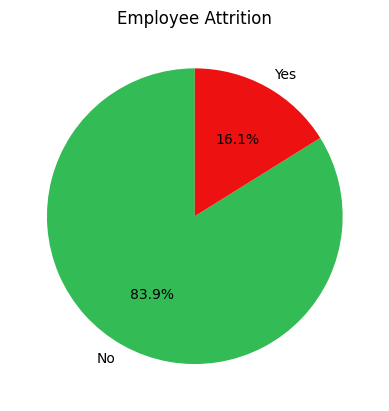 Employee Attrition
Yes
16.1%
83.9%
No